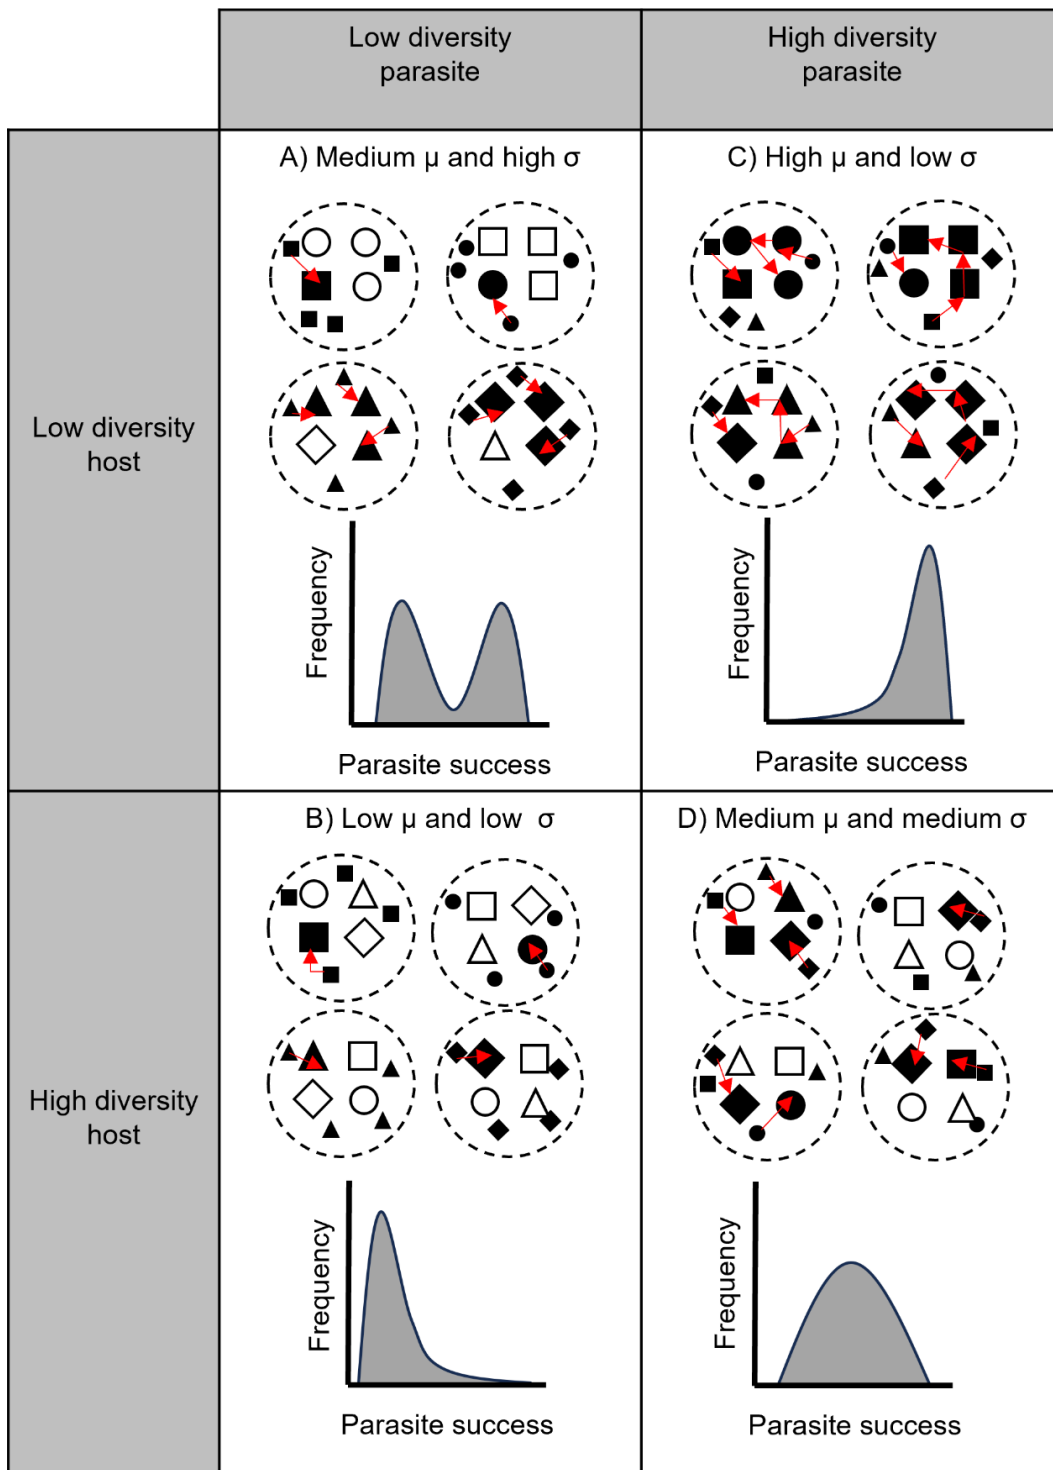 Low diversity
parasite
High diversity
parasite
Low diversity
host
A) Medium μ and high σ
Frequency
Parasite success
C) High μ and low σ
Frequency
Parasite success
High diversity
host
B) Low μ and low σ
Frequency
Parasite success
D) Medium μ and medium σ
Frequency
Parasite success